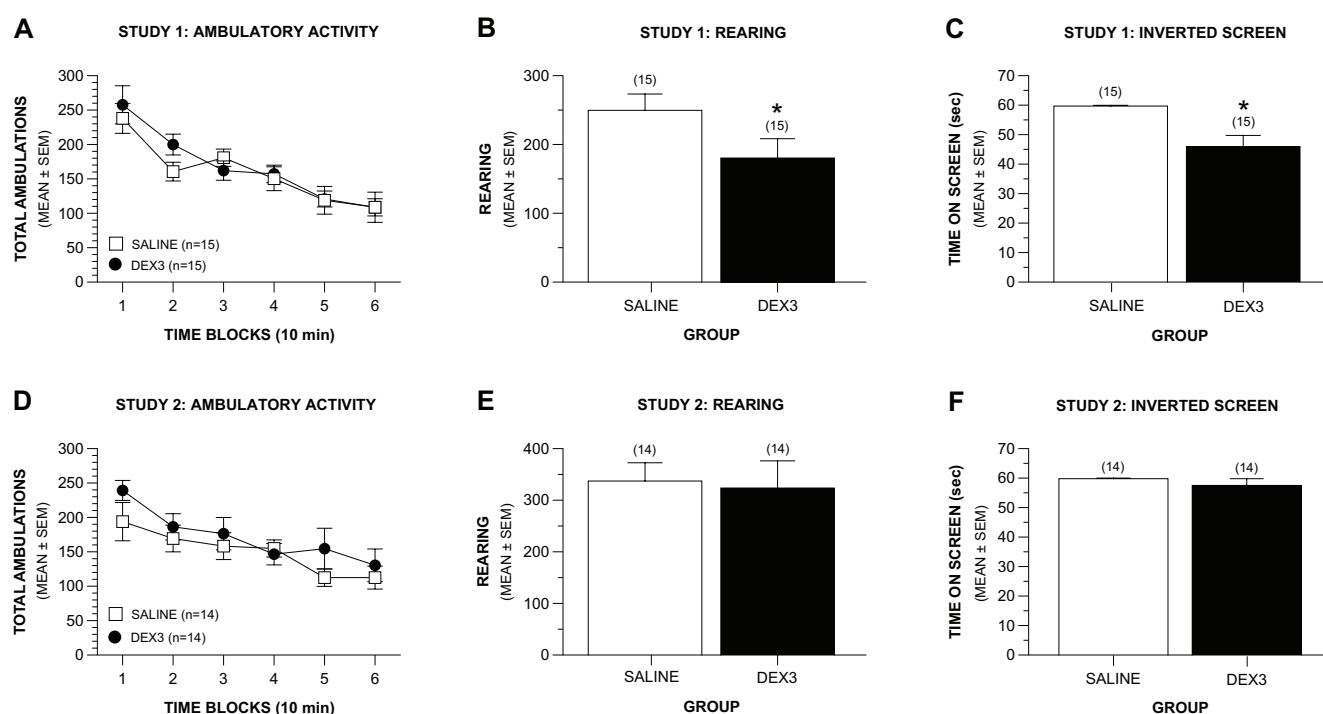 A
STUDY 1: AMBULATORY ACTIVITY
TOTAL AMBULATIONS
(MEAN ± SEM)
300
250
200
150
100
50
0
SALINE (n=15)
DEX3 (n=15)
1 2 3 4 5 6
TIME BLOCKS (10 min)
B
STUDY 1: REARING
REARING
(MEAN ± SEM)
300
200
300
0
(15)
*
(15)
SALINE DEX3
GROUP
C
STUDY 1: INVERTED SCREEN
TIME ON SCREEN (sec)
(MEAN ± SEM)
70
60
50
40
30
20
10
0
(15)
*
(15)
SALINE DEX3
GROUP
D
STUDY 2: AMBULATORY ACTIVITY
TOTAL AMBULATIONS
(MEAN ± SEM)
300
250
200
150
100
50
0
SALINE (n=14)
DEX3 (n=14)
1 2 3 4 5 6
TIME BLOCKS (10 min)
E
STUDY 2: REARING
REARING
(MEAN ± SEM)
400
300
400
300
0
(14)
(14)
SALINE DEX3
GROUP
F
STUDY 2: INVERTED SCREEN
TIME ON SCREEN (sec)
(MEAN ± SEM)
70
60
50
40
30
20
10
0
(14)
(14)
SALINE DEX3
GROUP